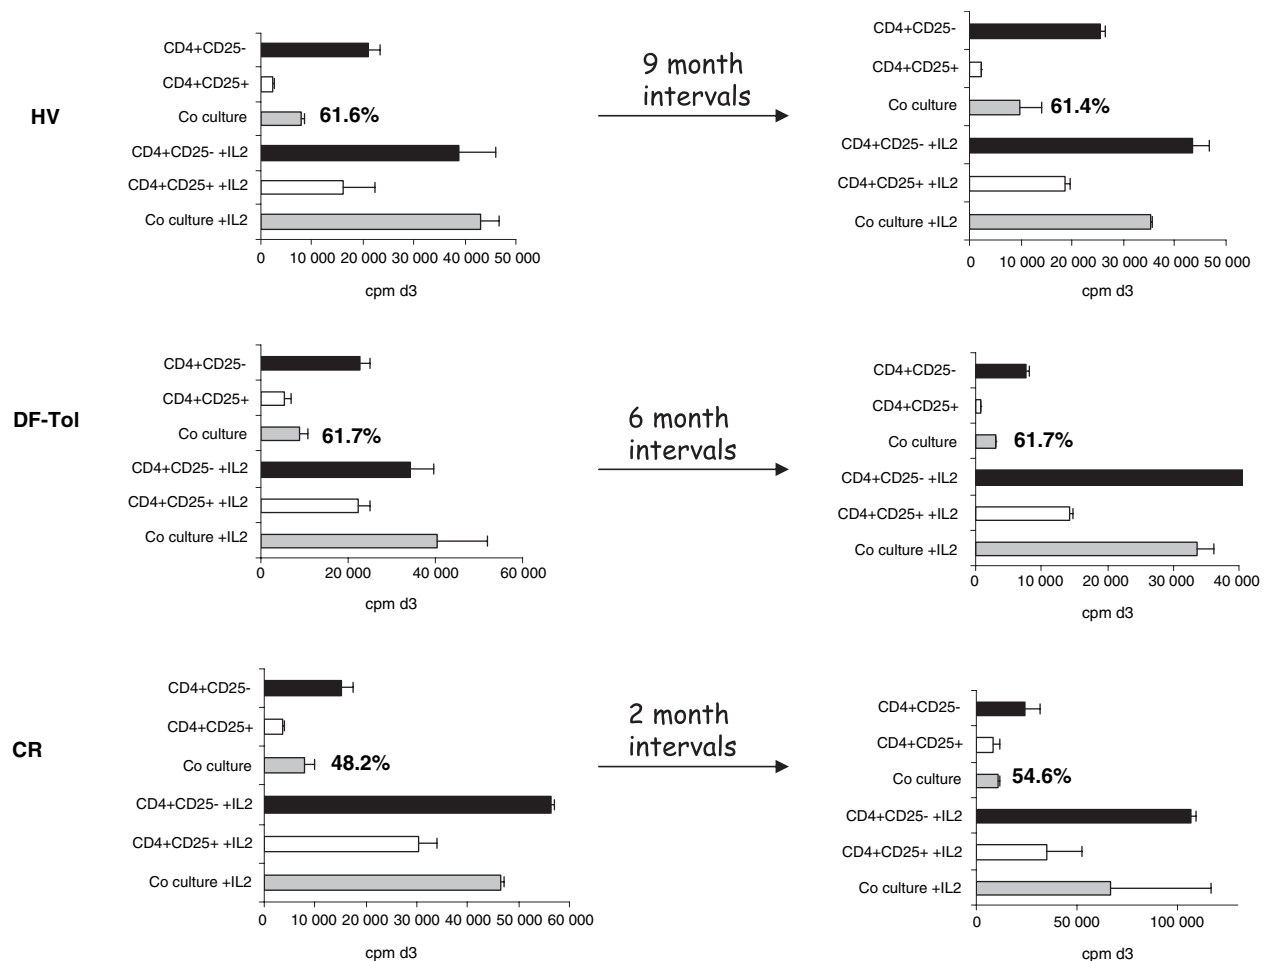 HV
CD4+CD25-
CD4+CD25+
Co culture
61.6%
CD4+CD25- +IL2
CD4+CD25+ +IL2
Co culture +IL2
0 10 000 20 000 30 000 40 000 50 000
cpm d3
9 month
intervals
CD4+CD25-
CD4+CD25+
Co culture
61.4%
CD4+CD25- +IL2
CD4+CD25+ +IL2
Co culture +IL2
0 10 000 20 000 30 000 40 000 50 000
cpm d3
DF-Tol
CD4+CD25-
CD4+CD25+
Co culture
61.7%
CD4+CD25- +IL2
CD4+CD25+ +IL2
Co culture +IL2
0 20 000 40 000 60 000
cpm d3
6 month
intervals
CD4+CD25-
CD4+CD25+
Co culture
61.7%
CD4+CD25- +IL2
CD4+CD25+ +IL2
Co culture +IL2
0 10 000 20 000 30 000 40 000
cpm d3
CR
CD4+CD25-
CD4+CD25+
Co culture
48.2%
CD4+CD25- +IL2
CD4+CD25+ +IL2
Co culture +IL2
0 10 000 20 000 30 000 40 000 50 000 60 000
cpm d3
2 month
intervals
CD4+CD25-
CD4+CD25+
Co culture
54.6%
CD4+CD25- +IL2
CD4+CD25+ +IL2
Co culture +IL2
0 50 000 100 000
cpm d3